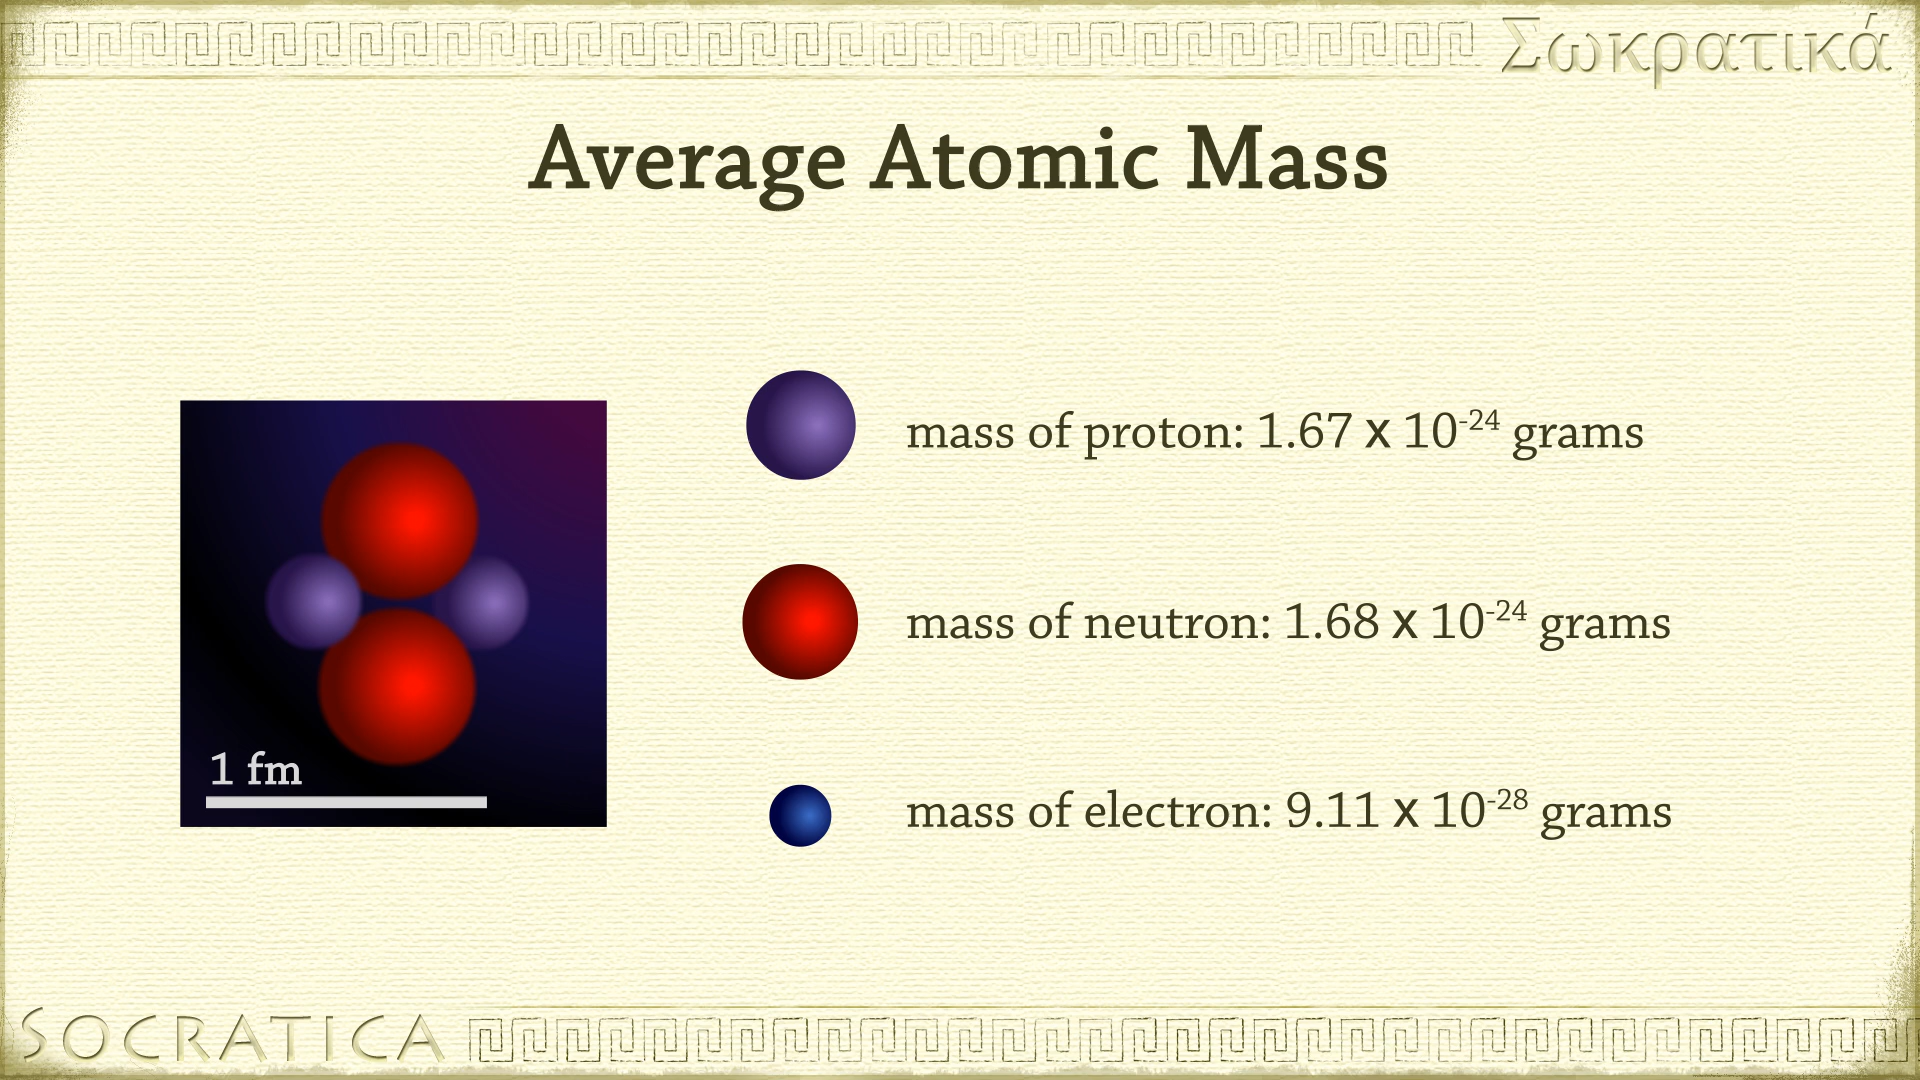 Σωκρατικά
Average Atomic Mass
mass of proton: 1.67 x 10⁻²⁴ grams
mass of neutron: 1.68 x 10⁻²⁴ grams
1 fm
mass of electron: 9.11 x 10⁻²⁸ grams
SOCRATICA